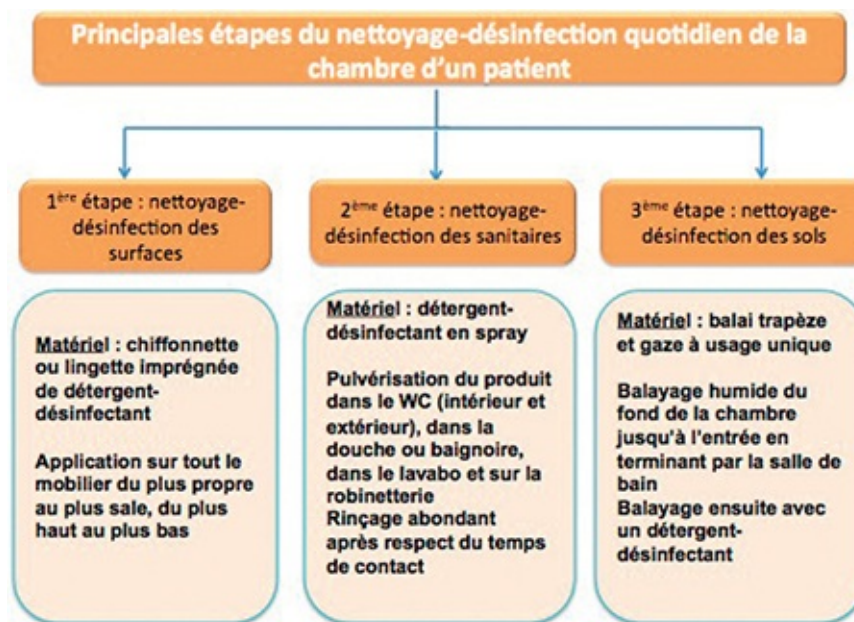 Principales étapes du nettoyage-désinfection quotidien de la
chambre d'un patient
1ère étape : nettoyage-
désinfection des
surfaces
Matériel : chiffonnette
ou lingette imprégnée
de détergent-
désinfectant
Application sur tout le
mobilier du plus propre
au plus sale, du plus
haut au plus bas
2ème étape : nettoyage-
désinfection des sanitaires
Matériel : détergent-
désinfectant en spray
Pulvérisation du produit
dans le WC (intérieur et
extérieur), dans la
douche ou baignoire,
dans le lavabo et sur la
robinetterie
Rinçage abondant
après respect du temps
de contact
3ème étape : nettoyage-
désinfection des sols
Matériel : balai trapèze
et gaze à usage unique
Balayage humide du
fond de la chambre
jusqu'à l'entrée en
terminant par la salle de
bain
Balayage ensuite avec
un détergent-
désinfectant